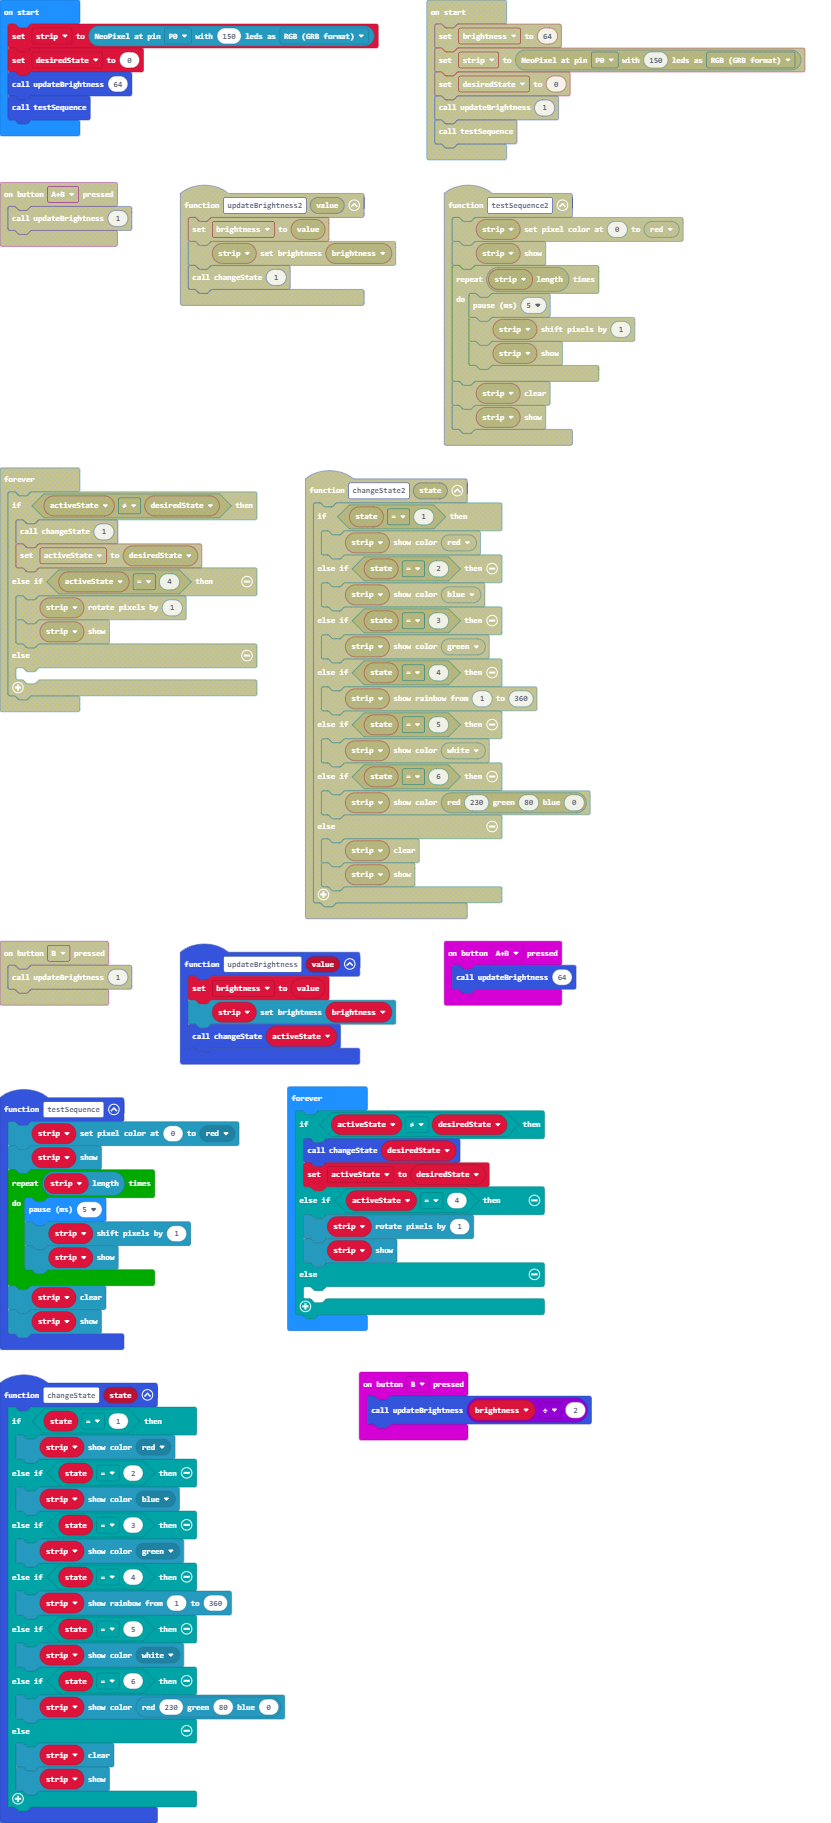 on start
set strip to NeoPixel at pin P0 with 150 leds as RGB (GRB format)
set desiredState to 0
call updateBrightness 64
call testSequence
on start
set brightness to 64
set strip to NeoPixel at pin P0 with 150 leds as RGB (GRB format)
set desiredState to 0
call updateBrightness 1
call testSequence
on button A+B pressed
call updateBrightness 1
function updateBrightness2 value
set brightness to value
strip set brightness brightness
call changeState 1
function testSequence2
strip set pixel color at 0 to red
strip show
repeat strip length times
do pause (ms) 5
strip shift pixels by 1
strip show
strip clear
strip show
forever
if activeState ≠ desiredState then
call changeState 1
set activeState to desiredState
else if activeState = 4 then
strip rotate pixels by 1
strip show
else
function changeState2 state
if state = 1 then
strip show color red
else if state = 2 then
strip show color blue
else if state = 3 then
strip show color green
else if state = 4 then
strip show rainbow from 1 to 360
else if state = 5 then
strip show color white
else if state = 6 then
strip show color red 230 green 80 blue 0
else
strip clear
strip show
on button B pressed
call updateBrightness 1
function updateBrightness value
set brightness to value
strip set brightness brightness
call changeState activeState
on button A+B pressed
call updateBrightness 64
function testSequence
strip set pixel color at 0 to red
strip show
repeat strip length times
do pause (ms) 5
strip shift pixels by 1
strip show
strip clear
strip show
forever
if activeState ≠ desiredState then
call changeState desiredState
set activeState to desiredState
else if activeState = 4 then
strip rotate pixels by 1
strip show
else
function changeState state
if state = 1 then
strip show color red
else if state = 2 then
strip show color blue
else if state = 3 then
strip show color green
else if state = 4 then
strip show rainbow from 1 to 360
else if state = 5 then
strip show color white
else if state = 6 then
strip show color red 230 green 80 blue 0
else
strip clear
strip show
on button B pressed
call updateBrightness brightness ÷ 2